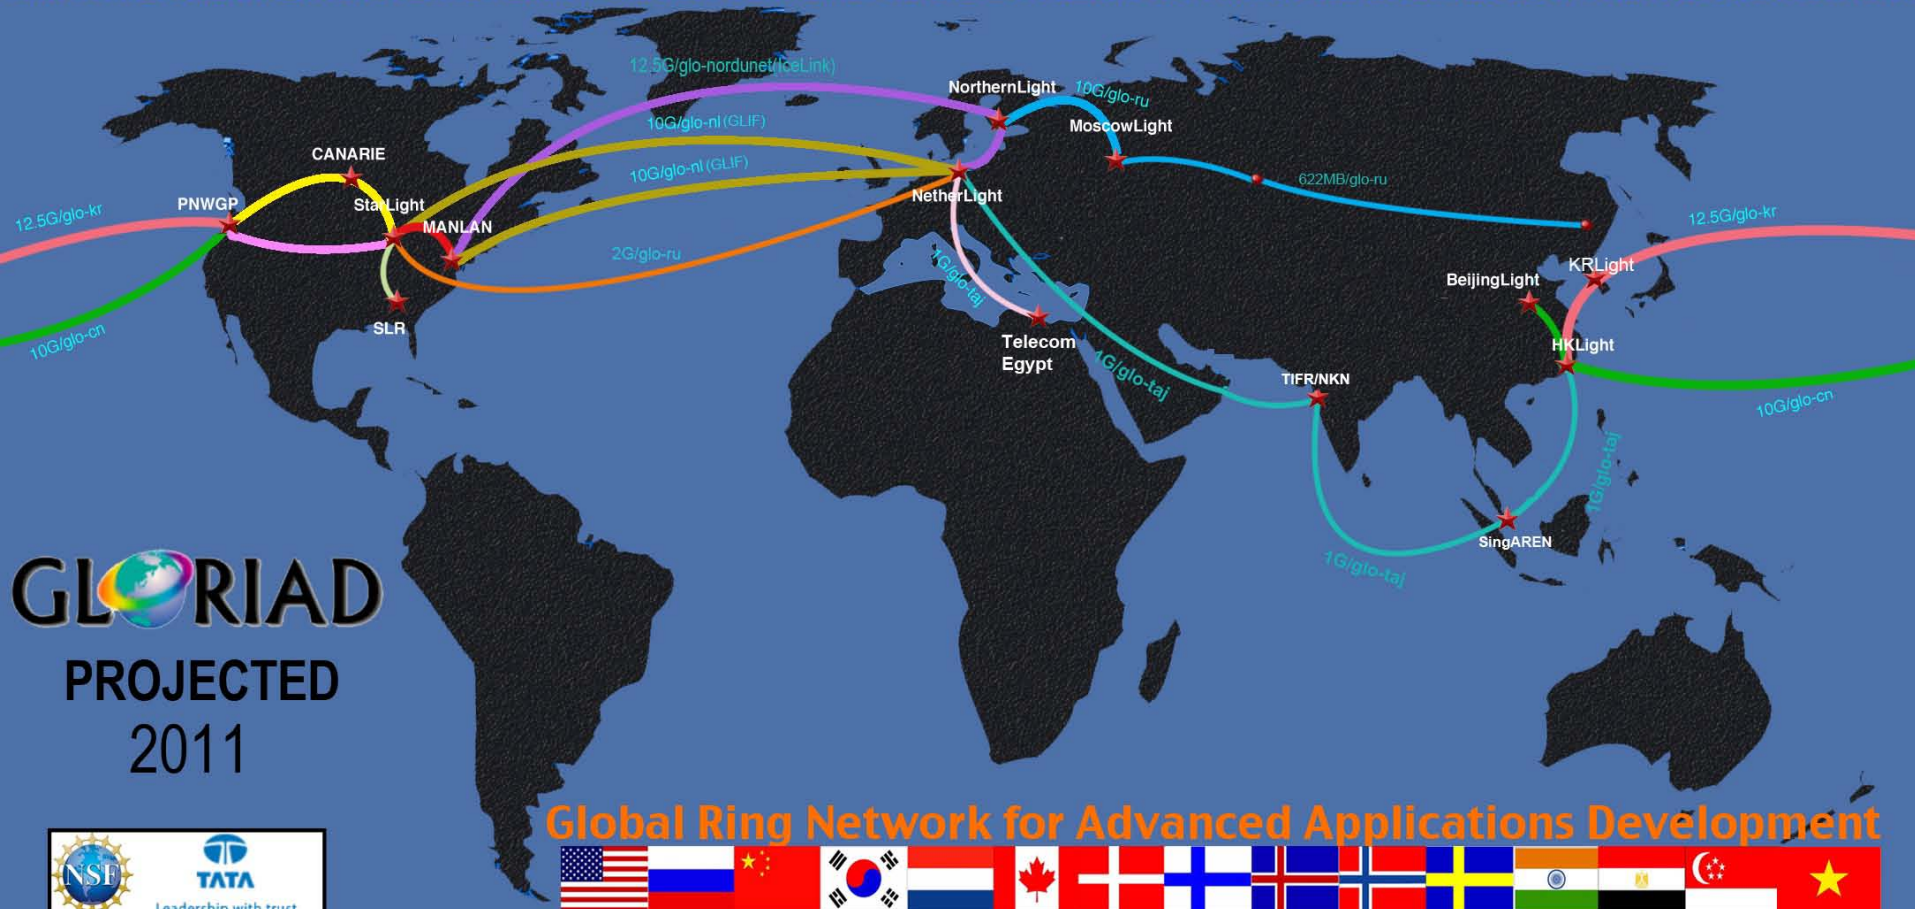 12.5G/glo-nordunet(IceLink)
NorthernLight
10G/glo-ru
10G/glo-nl (GLIF)
MoscowLight
CANARIE
10G/glo-nl (GLIF)
622MB/glo-ru
PNWGP
StarLight
NetherLight
12.5G/glo-kr
12.5G/glo-kr
MANLAN
2G/glo-ru
1G/glo-taj
KRLight
BeijingLight
SLR
10G/glo-cn
Telecom
Egypt
HKLight
1G/glo-taj
TIFR/NKN
10G/glo-cn
1G/glo-taj
SingAREN
1G/glo-taj
GLORIAD
PROJECTED
2011
Global Ring Network for Advanced Applications Development
NSF
TATA
Leadership with trust